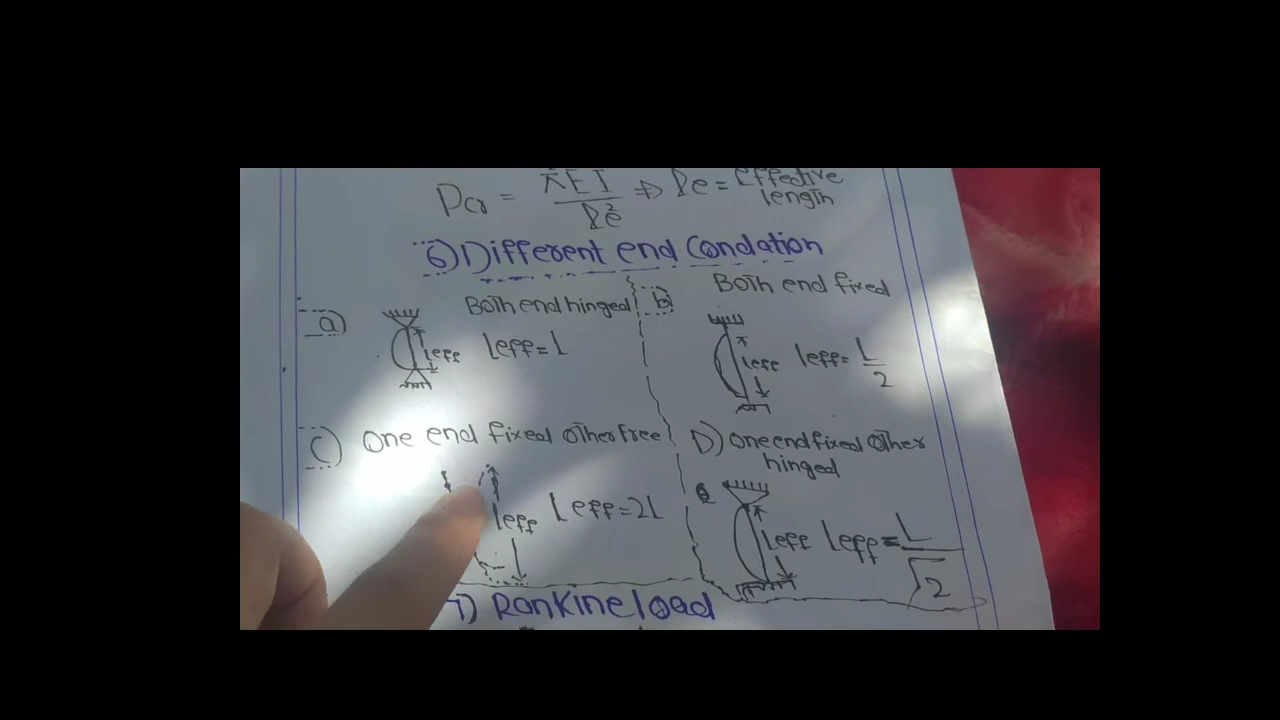 Pcr = π²EI / le² ⇒ le = Effective length
6) Different end Condation
a) Both end hinged
leff leff = l
b) Both end fixed
leff leff = L/2
C) One end fixed other free
leff Leff = 2L
D) One end fixed other hinged
leff leff = L/√2
7) Rankine load